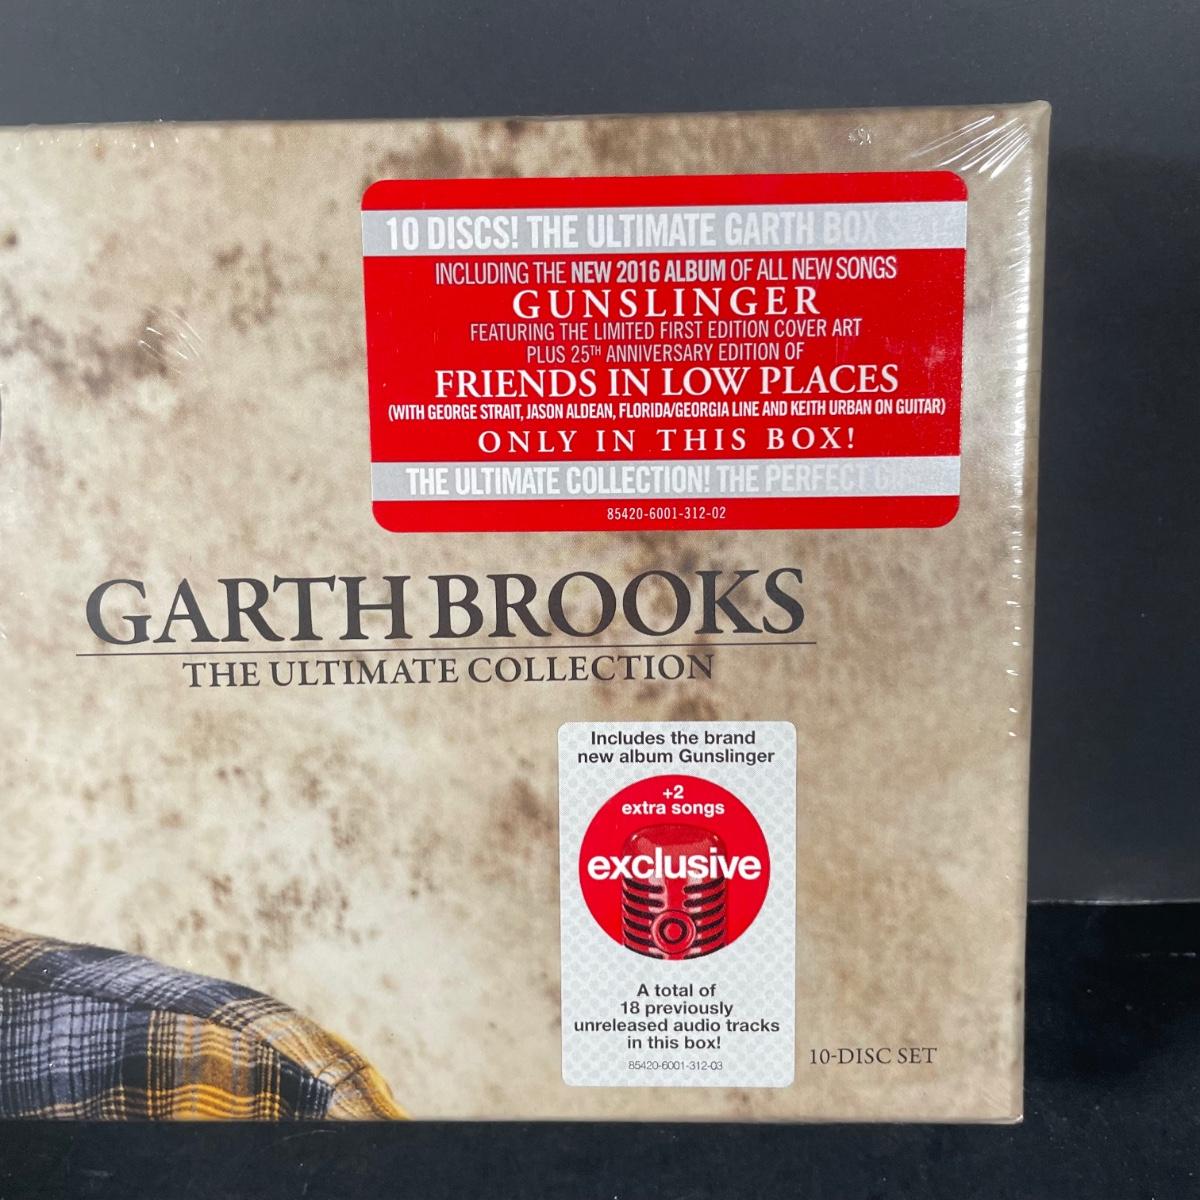 10 DISCS! THE ULTIMATE GARTH BOX
INCLUDING THE NEW 2016 ALBUM OF ALL NEW SONGS
GUNSLINGER
FEATURING THE LIMITED FIRST EDITION COVER ART
PLUS 25TH ANNIVERSARY EDITION OF
FRIENDS IN LOW PLACES
(WITH GEORGE STRAIT, JASON ALDEAN, FLORIDA/GEORGIA LINE AND KEITH URBAN ON GUITAR)
ONLY IN THIS BOX!
THE ULTIMATE COLLECTION! THE PERFECT
85420-6001-312-02
GARTH BROOKS
THE ULTIMATE COLLECTION
Includes the brand
new album Gunslinger
+2
extra songs
exclusive
A total of
18 previously
unreleased audio tracks
in this box!
85420-6001-312-03
10-DISC SET